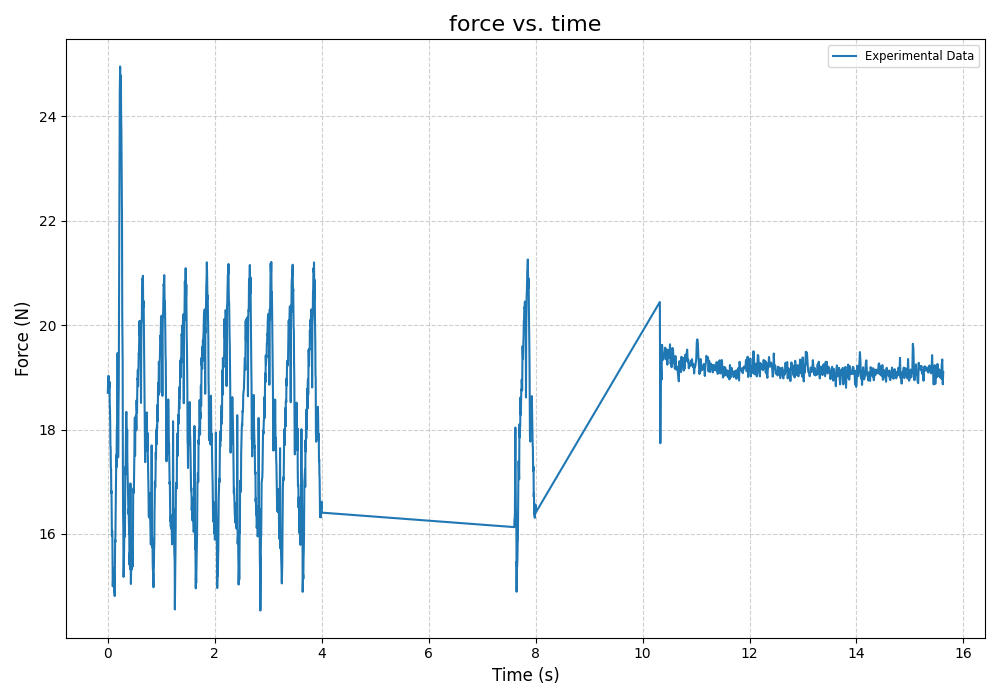 force vs. time
Experimental Data
Force (N)
24
22
20
18
16
0 2 4 6 8 10 12 14 16
Time (s)